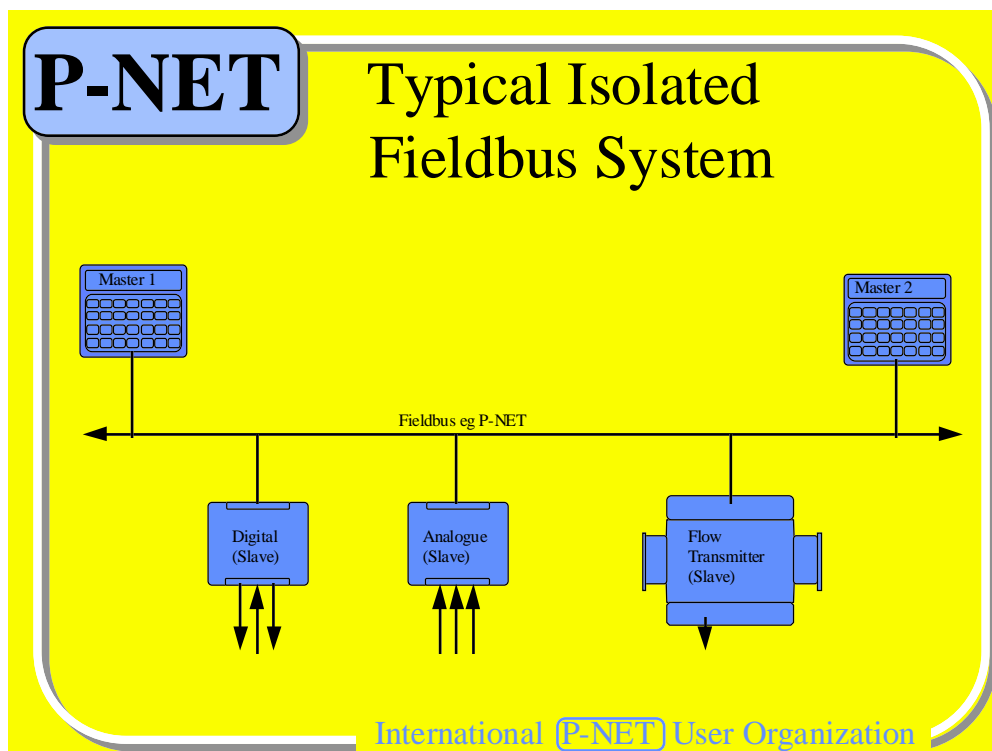 P-NET
Typical Isolated
Fieldbus System
Master 1
Master 2
Fieldbus eg P-NET
Digital
(Slave)
Analogue
(Slave)
Flow
Transmitter
(Slave)
International P-NET User Organization